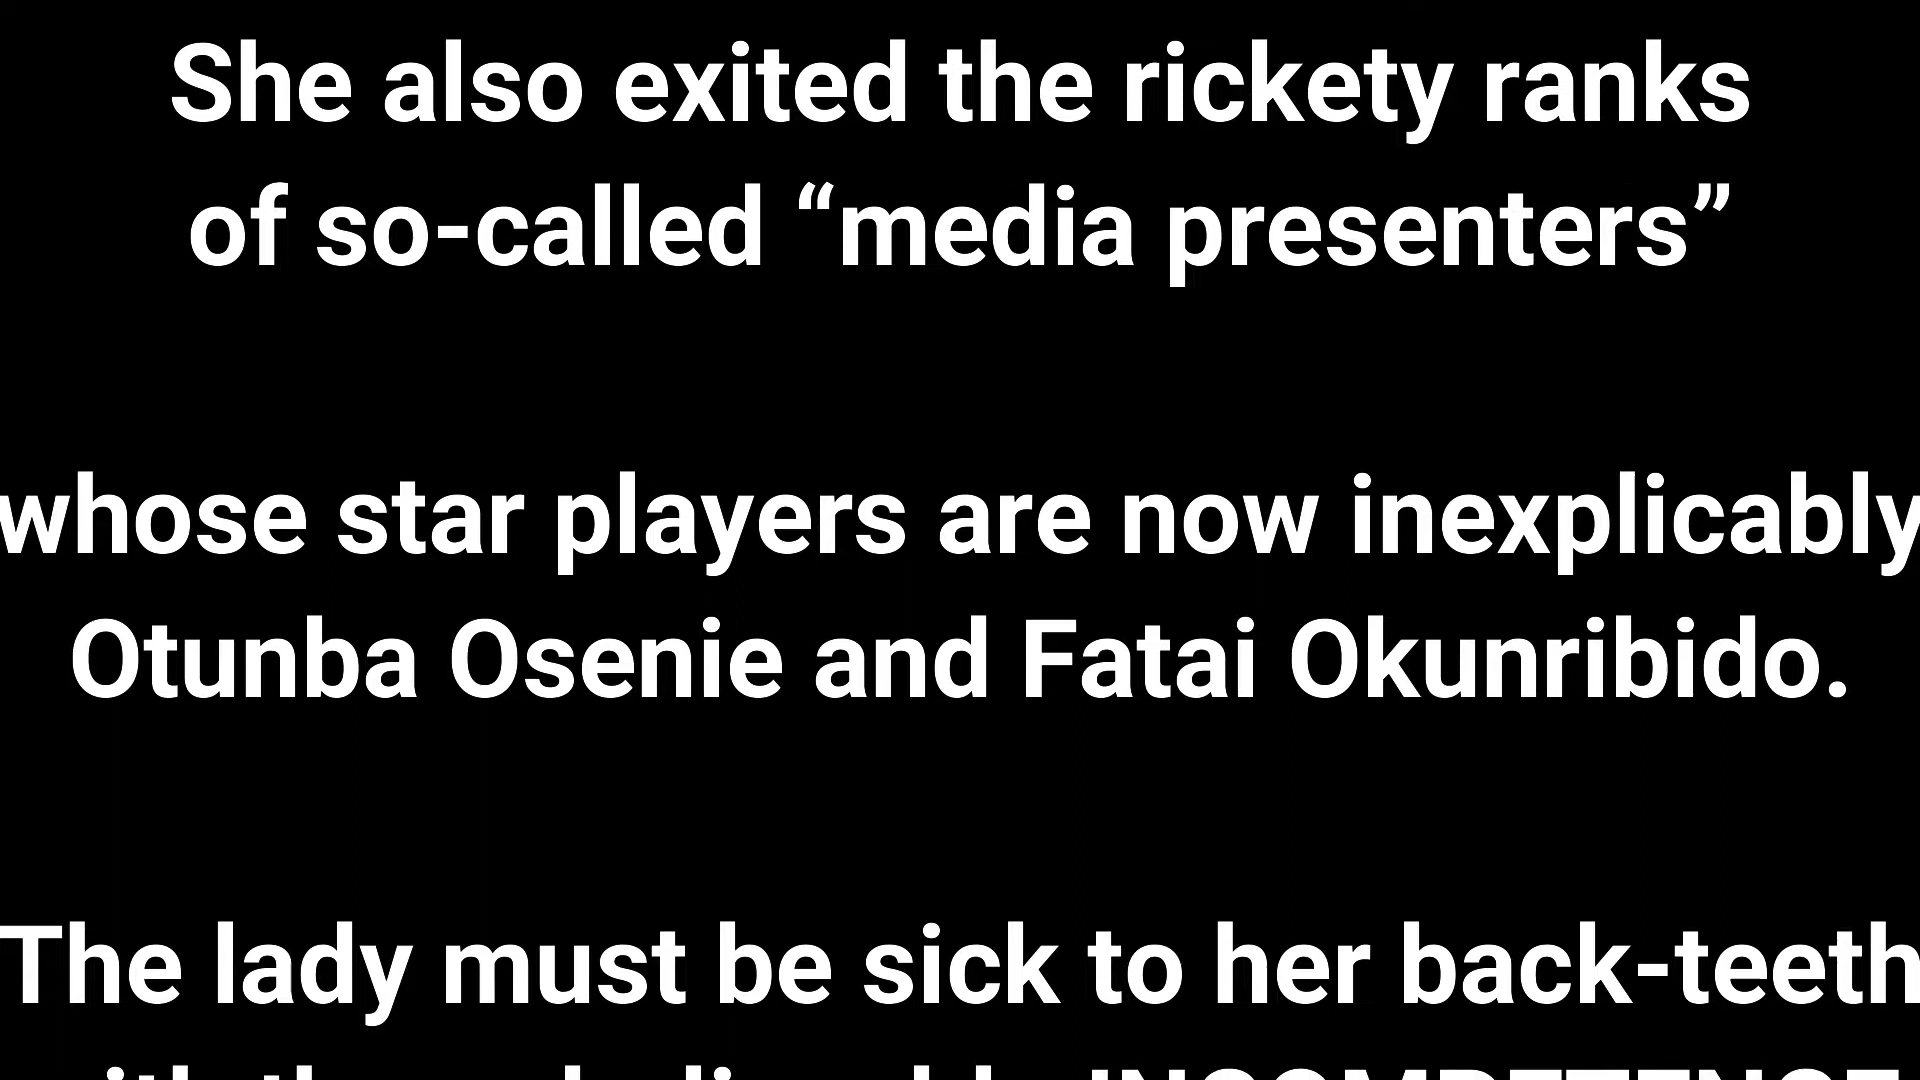 She also exited the rickety ranks
of so-called “media presenters”
whose star players are now inexplicably
Otunba Osenie and Fatai Okunribido.
The lady must be sick to her back-teeth